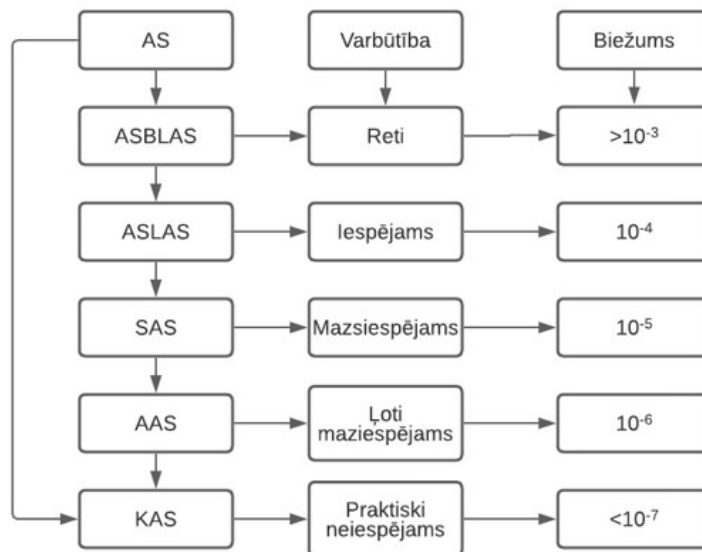 AS Varbūtība Biežums
ASBLAS Reti >10⁻³
ASLAS Iespējams 10⁻⁴
SAS Mazsiespējams 10⁻⁵
AAS Ļoti maziespējams 10⁻⁶
KAS Praktiski neiespējams <10⁻⁷